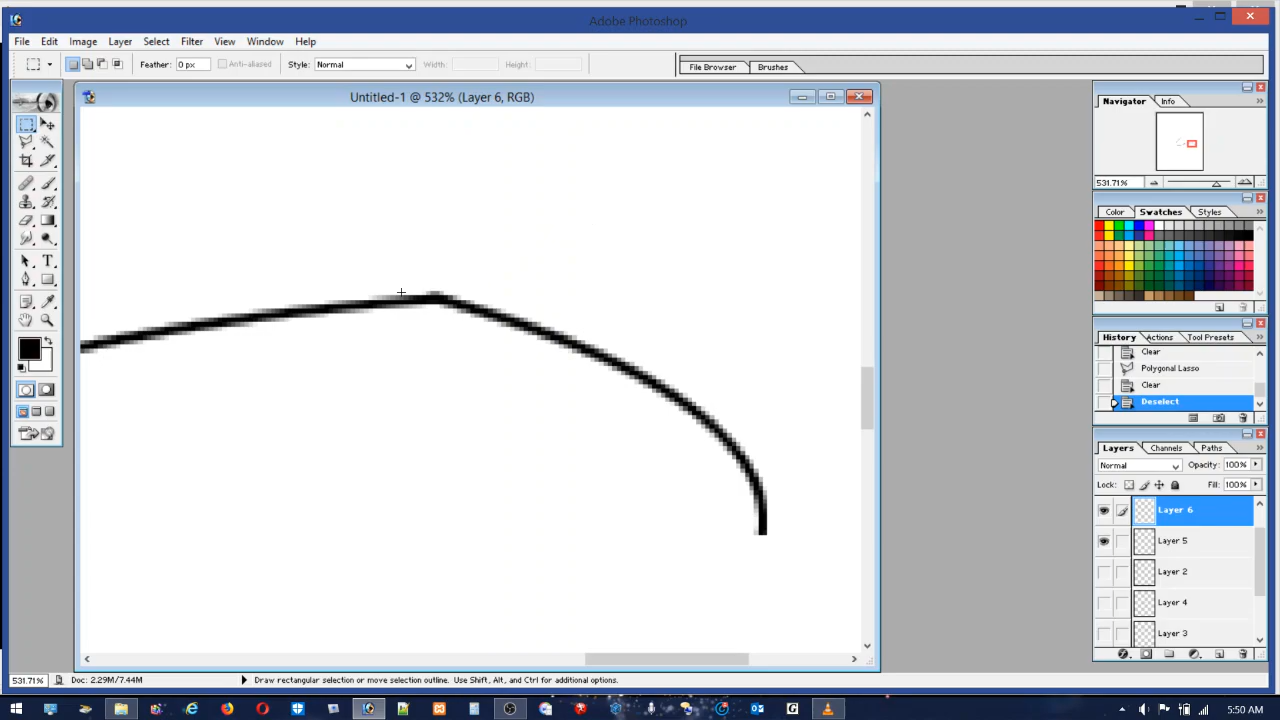 Adobe Photoshop
File Edit Image Layer Select Filter View Window Help
Feather: 0 px Anti-aliased Style: Normal Width: Height: File Browser Brushes
Untitled-1 @ 532% (Layer 6, RGB)
Navigator Info
531.71%
Color Swatches Styles
History Actions Tool Presets
Clear
Polygonal Lasso
Clear
Deselect
Layers Channels Paths
Normal Opacity: 100%
Lock: Fill: 100%
Layer 6
Layer 5
Layer 2
Layer 4
Layer 3
531.71% Doc: 2.29M/7.44M Draw rectangular selection or move selection outline. Use Shift, Alt, and Ctrl for additional options.
5:50 AM